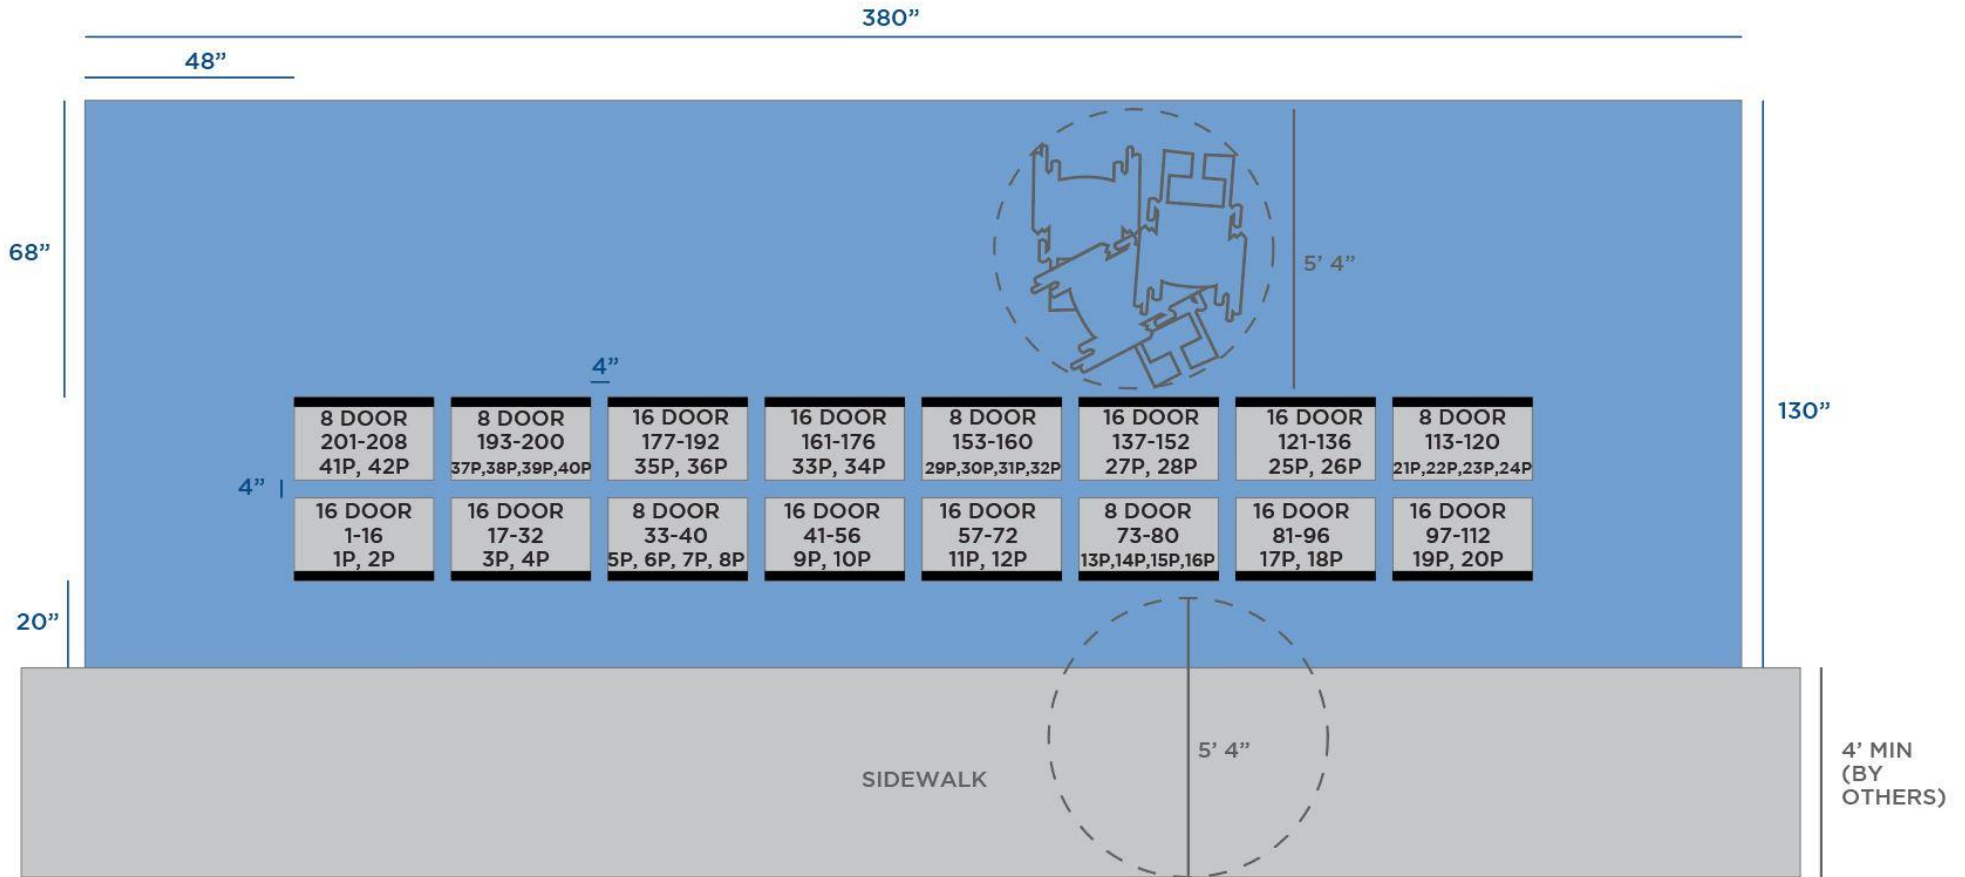 380”
48”
68”
5’ 4”
4”
130”
8 DOOR
201-208
41P, 42P
8 DOOR
193-200
37P,38P,39P,40P
16 DOOR
177-192
35P, 36P
16 DOOR
161-176
33P, 34P
8 DOOR
153-160
29P,30P,31P,32P
16 DOOR
137-152
27P, 28P
16 DOOR
121-136
25P, 26P
8 DOOR
113-120
21P,22P,23P,24P
4”
16 DOOR
1-16
1P, 2P
16 DOOR
17-32
3P, 4P
8 DOOR
33-40
5P, 6P, 7P, 8P
16 DOOR
41-56
9P, 10P
16 DOOR
57-72
11P, 12P
8 DOOR
73-80
13P,14P,15P,16P
16 DOOR
81-96
17P, 18P
16 DOOR
97-112
19P, 20P
20”
5’ 4”
SIDEWALK
4’ MIN
(BY
OTHERS)